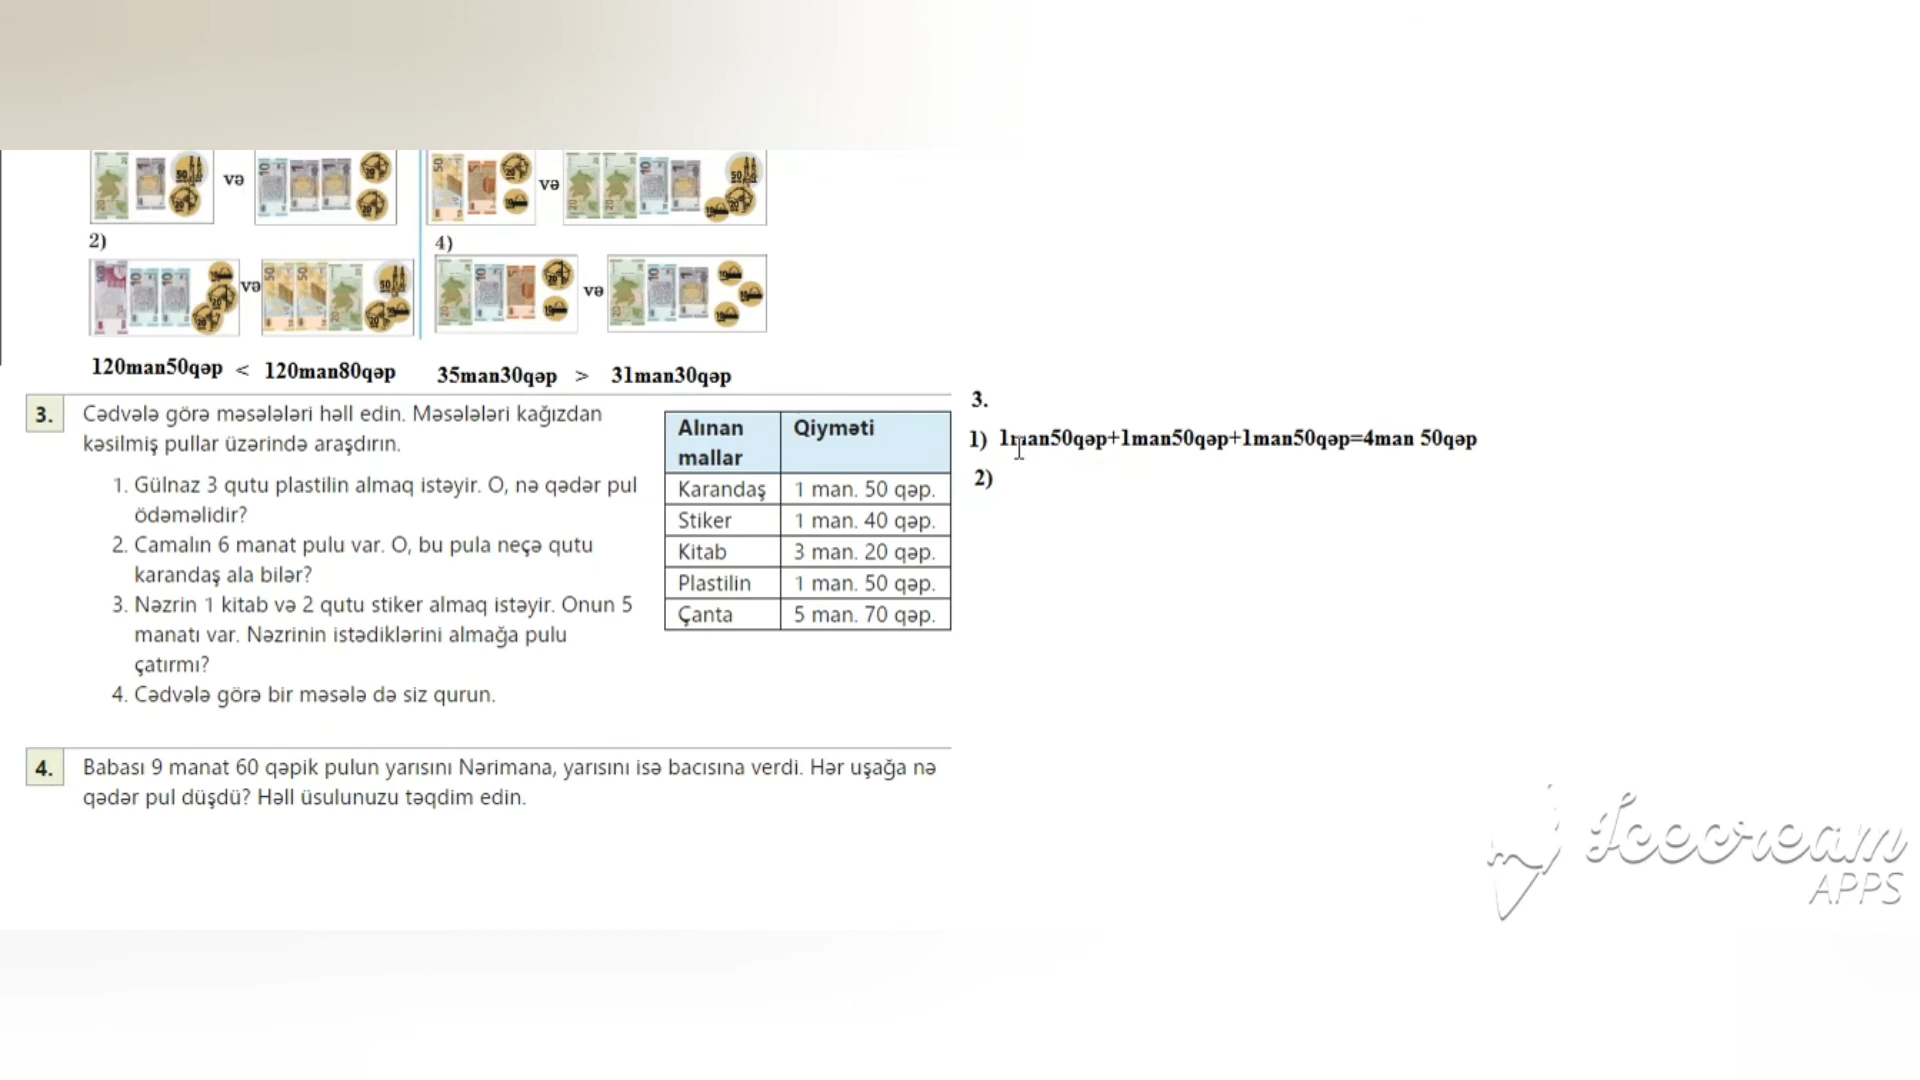 və
və
2)
4)
və
və
120man50qəp < 120man80qəp
35man30qəp > 31man30qəp
3. Cədvələ görə məsələləri həll edin. Məsələləri kağızdan
kəsilmiş pullar üzərində araşdırın.
1. Gülnaz 3 qutu plastilin almaq istəyir. O, nə qədər pul
ödəməlidir?
2. Camalın 6 manat pulu var. O, bu pula neçə qutu
karandaş ala bilər?
3. Nəzrin 1 kitab və 2 qutu stiker almaq istəyir. Onun 5
manatı var. Nəzrinin istədiklərini almağa pulu
çatırmı?
4. Cədvələ görə bir məsələ də siz qurun.
Alınan mallar Qiyməti
Karandaş 1 man. 50 qəp.
Stiker 1 man. 40 qəp.
Kitab 3 man. 20 qəp.
Plastilin 1 man. 50 qəp.
Çanta 5 man. 70 qəp.
4. Babası 9 manat 60 qəpik pulun yarısını Nərimana, yarısını isə bacısına verdi. Hər uşağa nə
qədər pul düşdü? Həll üsulunuzu təqdim edin.
3.
1) 1man50qəp+1man50qəp+1man50qəp=4man 50qəp
2)
Icecream
APPS